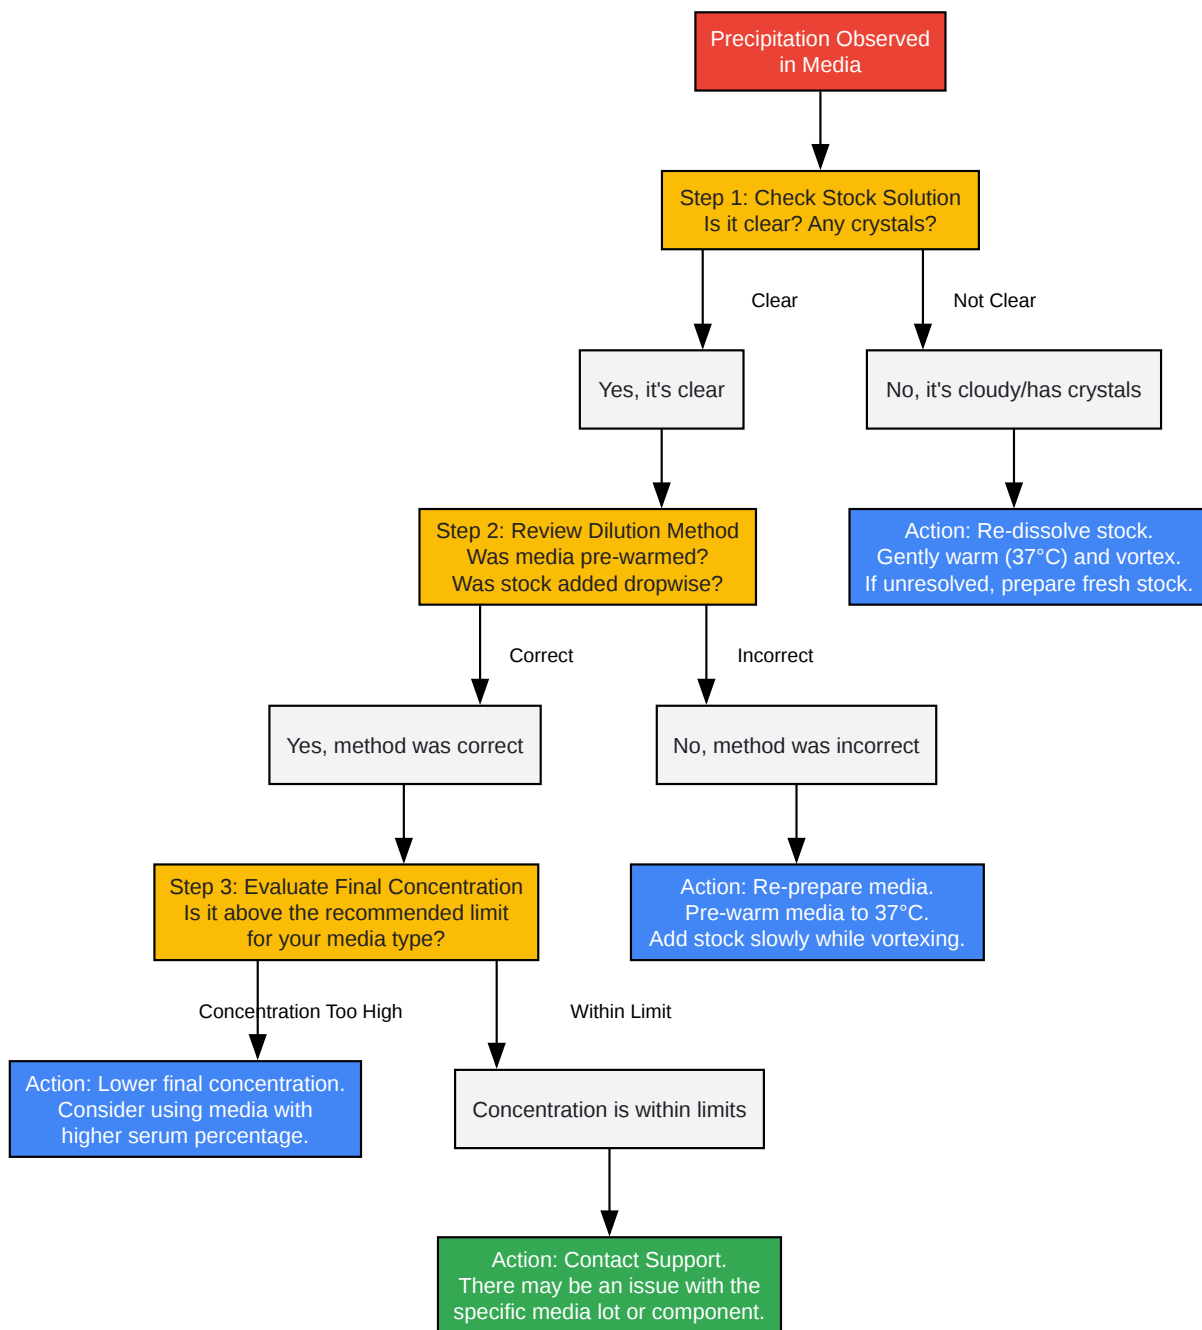 Precipitation Observed
in Media
Step 1: Check Stock Solution
Is it clear? Any crystals?
Clear
Not Clear
Yes, it's clear
No, it's cloudy/has crystals
Step 2: Review Dilution Method
Was media pre-warmed?
Was stock added dropwise?
Action: Re-dissolve stock.
Gently warm (37°C) and vortex.
If unresolved, prepare fresh stock.
Correct
Incorrect
Yes, method was correct
No, method was incorrect
Step 3: Evaluate Final Concentration
Is it above the recommended limit
for your media type?
Action: Re-prepare media.
Pre-warm media to 37°C.
Add stock slowly while vortexing.
Concentration Too High
Within Limit
Action: Lower final concentration.
Consider using media with
higher serum percentage.
Concentration is within limits
Action: Contact Support.
There may be an issue with the
specific media lot or component.